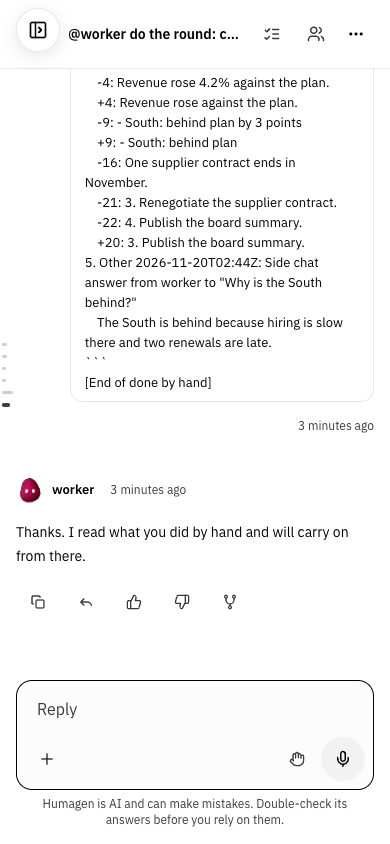 @worker do the round: c...
-4: Revenue rose 4.2% against the plan.
+4: Revenue rose against the plan.
-9: - South: behind plan by 3 points
+9: - South: behind plan
-16: One supplier contract ends in
November.
-21: 3. Renegotiate the supplier contract.
-22: 4. Publish the board summary.
+20: 3. Publish the board summary.
5. Other 2026-11-20T02:44Z: Side chat
answer from worker to "Why is the South
behind?"
The South is behind because hiring is slow
there and two renewals are late.
```
[End of done by hand]
3 minutes ago
worker 3 minutes ago
Thanks. I read what you did by hand and will carry on
from there.
Reply
Humagen is AI and can make mistakes. Double-check its
answers before you rely on them.